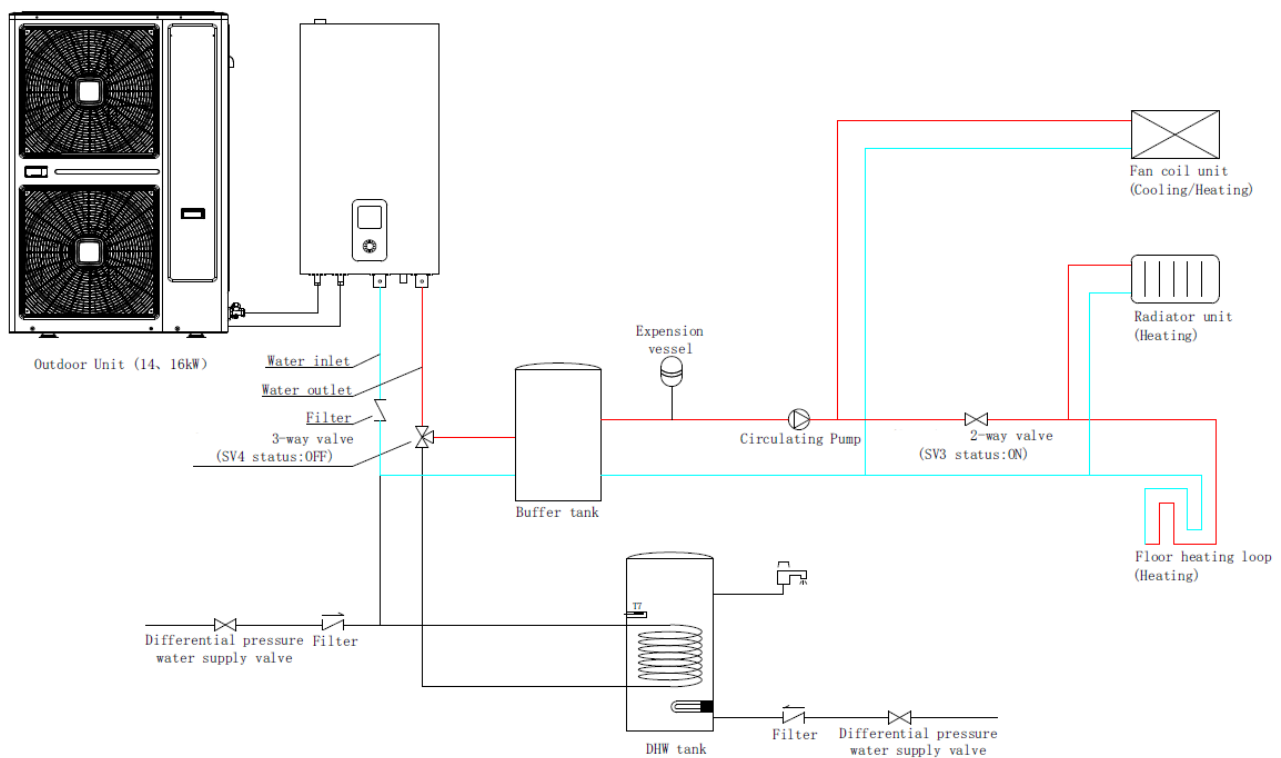 Fan coil unit
(Cooling/Heating)
Radiator unit
(Heating)
Expension
vessel
Outdoor Unit (14、16kW)
Water inlet
Water outlet
Filter
3-way valve
(SV4 status:OFF)
Circulating Pump
2-way valve
(SV3 status:ON)
Buffer tank
Floor heating loop
(Heating)
T7
Differential pressure
water supply valve
Filter
DHW tank
Filter
Differential pressure
water supply valve